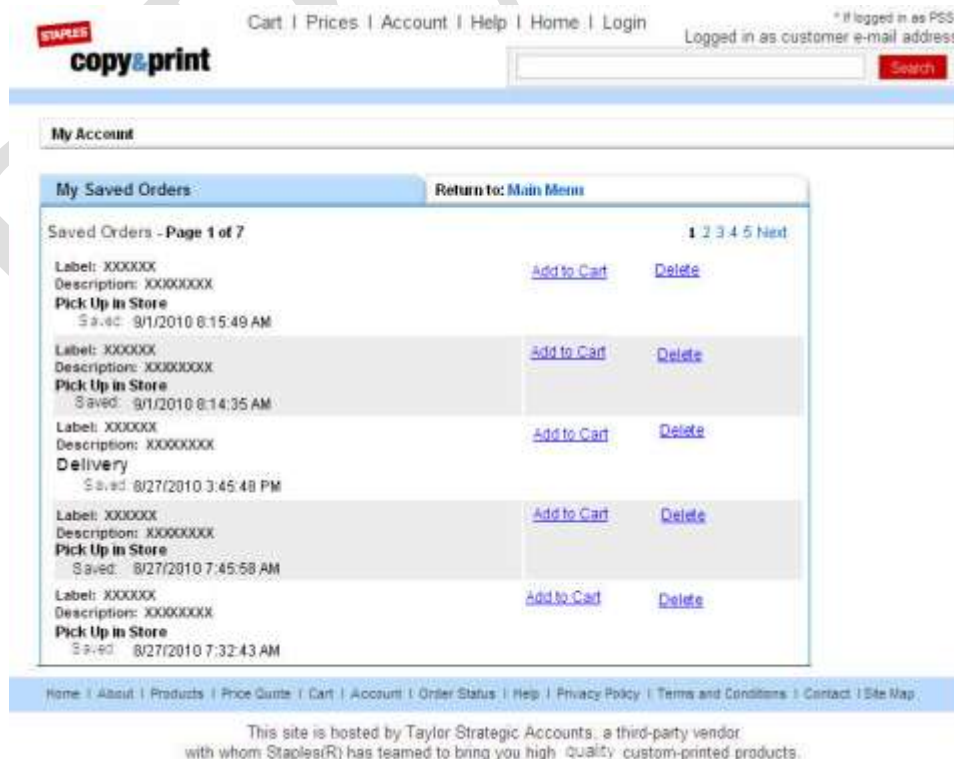 STAPLES
copy&print
Cart | Prices | Account | Help | Home | Login
* If logged in as PSS
Logged in as customer e-mail address
Search
My Account
My Saved Orders
Return to: Main Menu
Saved Orders - Page 1 of 7
1 2 3 4 5 Next
Label: XXXXXX
Description: XXXXXXXX
Pick Up in Store
Saved: 9/1/2010 8:15:49 AM
Add to Cart
Delete
Label: XXXXXX
Description: XXXXXXXX
Pick Up in Store
Saved: 9/1/2010 8:14:35 AM
Add to Cart
Delete
Label: XXXXXX
Description: XXXXXXXX
Delivery
Saved: 8/27/2010 3:45:48 PM
Add to Cart
Delete
Label: XXXXXX
Description: XXXXXXXX
Pick Up in Store
Saved: 8/27/2010 7:45:58 AM
Add to Cart
Delete
Label: XXXXXX
Description: XXXXXXXX
Pick Up in Store
Saved: 8/27/2010 7:32:43 AM
Add to Cart
Delete
Home | About | Products | Price Quote | Cart | Account | Order Status | Help | Privacy Policy | Terms and Conditions | Contact | Site Map
This site is hosted by Taylor Strategic Accounts, a third-party vendor
with whom Staples(R) has teamed to bring you high quality custom-printed products.